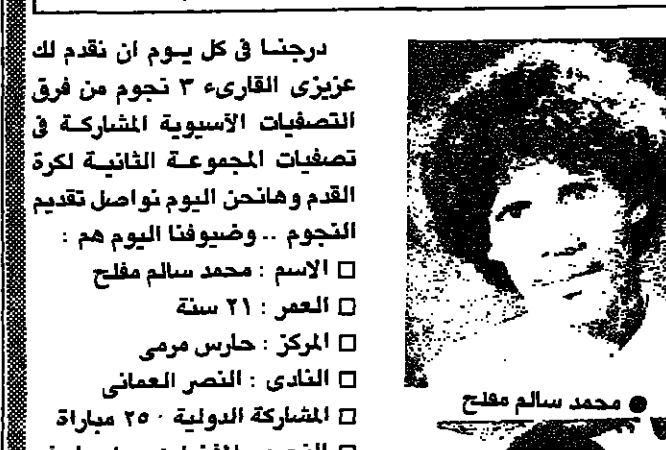 درجنا في كل يوم ان نقدم لك
عزيزى القارىء ٣ نجوم من فرق
التصفيات الآسيوية المشاركة في
تصفيات المجموعة الثانية لكرة
القدم وهانحن اليوم نواصل تقديم
النجوم .. وضيوفنا اليوم هم :
□ الاسم : محمد سالم مفلح
□ العمر : ٢١ سنة
□ المركز : حارس مرمى
□ النادى : النصر العمانى
□ المشاركة الدولية · ٢٥ مباراة
● محمد سالم مفلح